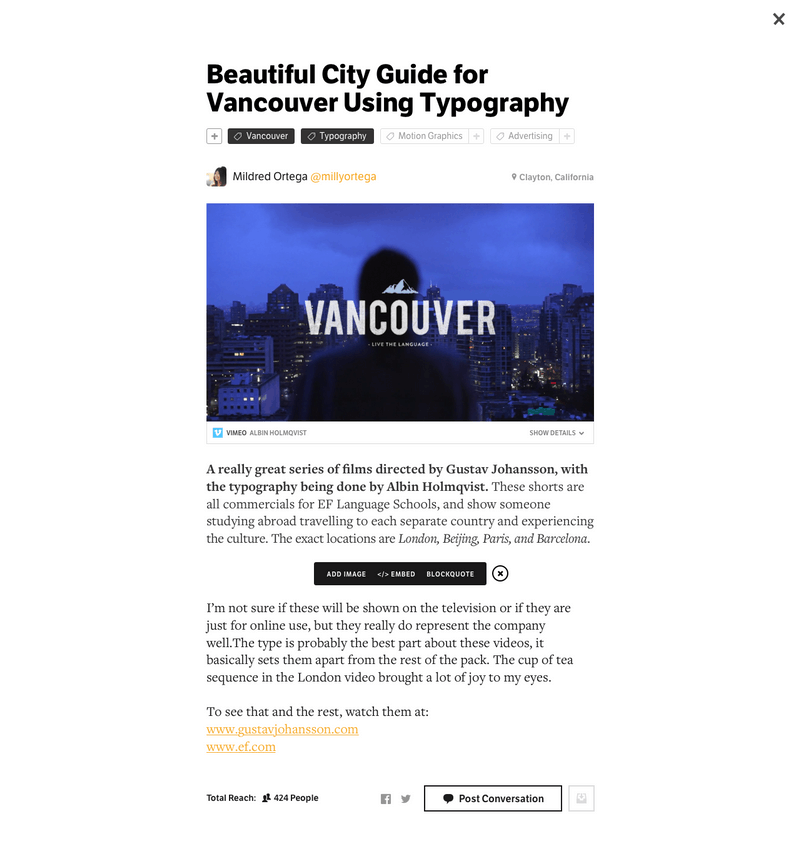 Beautiful City Guide for
Vancouver Using Typography
Vancouver Typography Motion Graphics Advertising
Mildred Ortega @millyortega
Clayton, California
VANCOUVER
- LIVE THE LANGUAGE -
VIMEO ALBIN HOLMQVIST
SHOW DETAILS
A really great series of films directed by Gustav Johansson, with
the typography being done by Albin Holmqvist. These shorts are
all commercials for EF Language Schools, and show someone
studying abroad travelling to each separate country and experiencing
the culture. The exact locations are London, Beijing, Paris, and Barcelona.
ADD IMAGE </> EMBED BLOCKQUOTE
I'm not sure if these will be shown on the television or if they are
just for online use, but they really do represent the company
well.The type is probably the best part about these videos, it
basically sets them apart from the rest of the pack. The cup of tea
sequence in the London video brought a lot of joy to my eyes.
To see that and the rest, watch them at:
www.gustavjohansson.com
www.ef.com
Total Reach: 424 People
Post Conversation